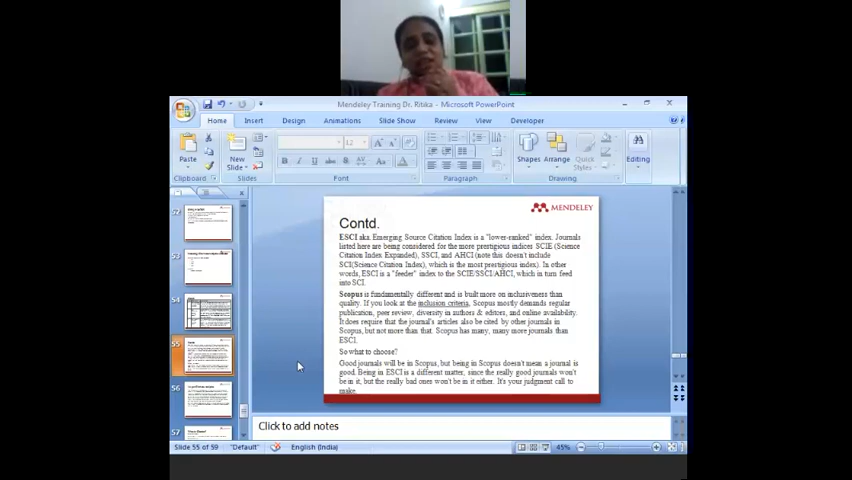 Mendeley Training Dr. Ritika - Microsoft PowerPoint
Home Insert Design Animations Slide Show Review View Developer
Paste
New
Slide
Shapes Arrange Quick
Styles
Editing
Clipboard Slides Font Paragraph Drawing
12
MENDELEY
Contd.
ESCI aka. Emerging Source Citation Index is a "lower-ranked" index. Journals
listed here are being considered for the more prestigious indices SCIE (Science
Citation Index Expanded), SSCI, and AHCI (note this doesn't include
SCI(Science Citation Index), which is the most prestigious index). In other
words, ESCI is a "feeder" index to the SCIE/SSCI/AHCI, which in turn feed
into SCI.
Scopus is fundamentally different and is built more on inclusiveness than
quality. If you look at the inclusion criteria, Scopus mostly demands regular
publication, peer review, diversity in authors & editors, and online availability.
It does require that the journal's articles also be cited by other journals in
Scopus, but not more than that. Scopus has many, many more journals than
ESCI.
So what to choose?
Good journals will be in Scopus, but being in Scopus doesn't mean a journal is
good. Being in ESCI is a different matter, since the really good journals won't
be in it, but the really bad ones won't be in it either. It's your judgment call to
make.
52
53
54
55
56
57
Click to add notes
Slide 55 of 59 "Default" English (India) 45%